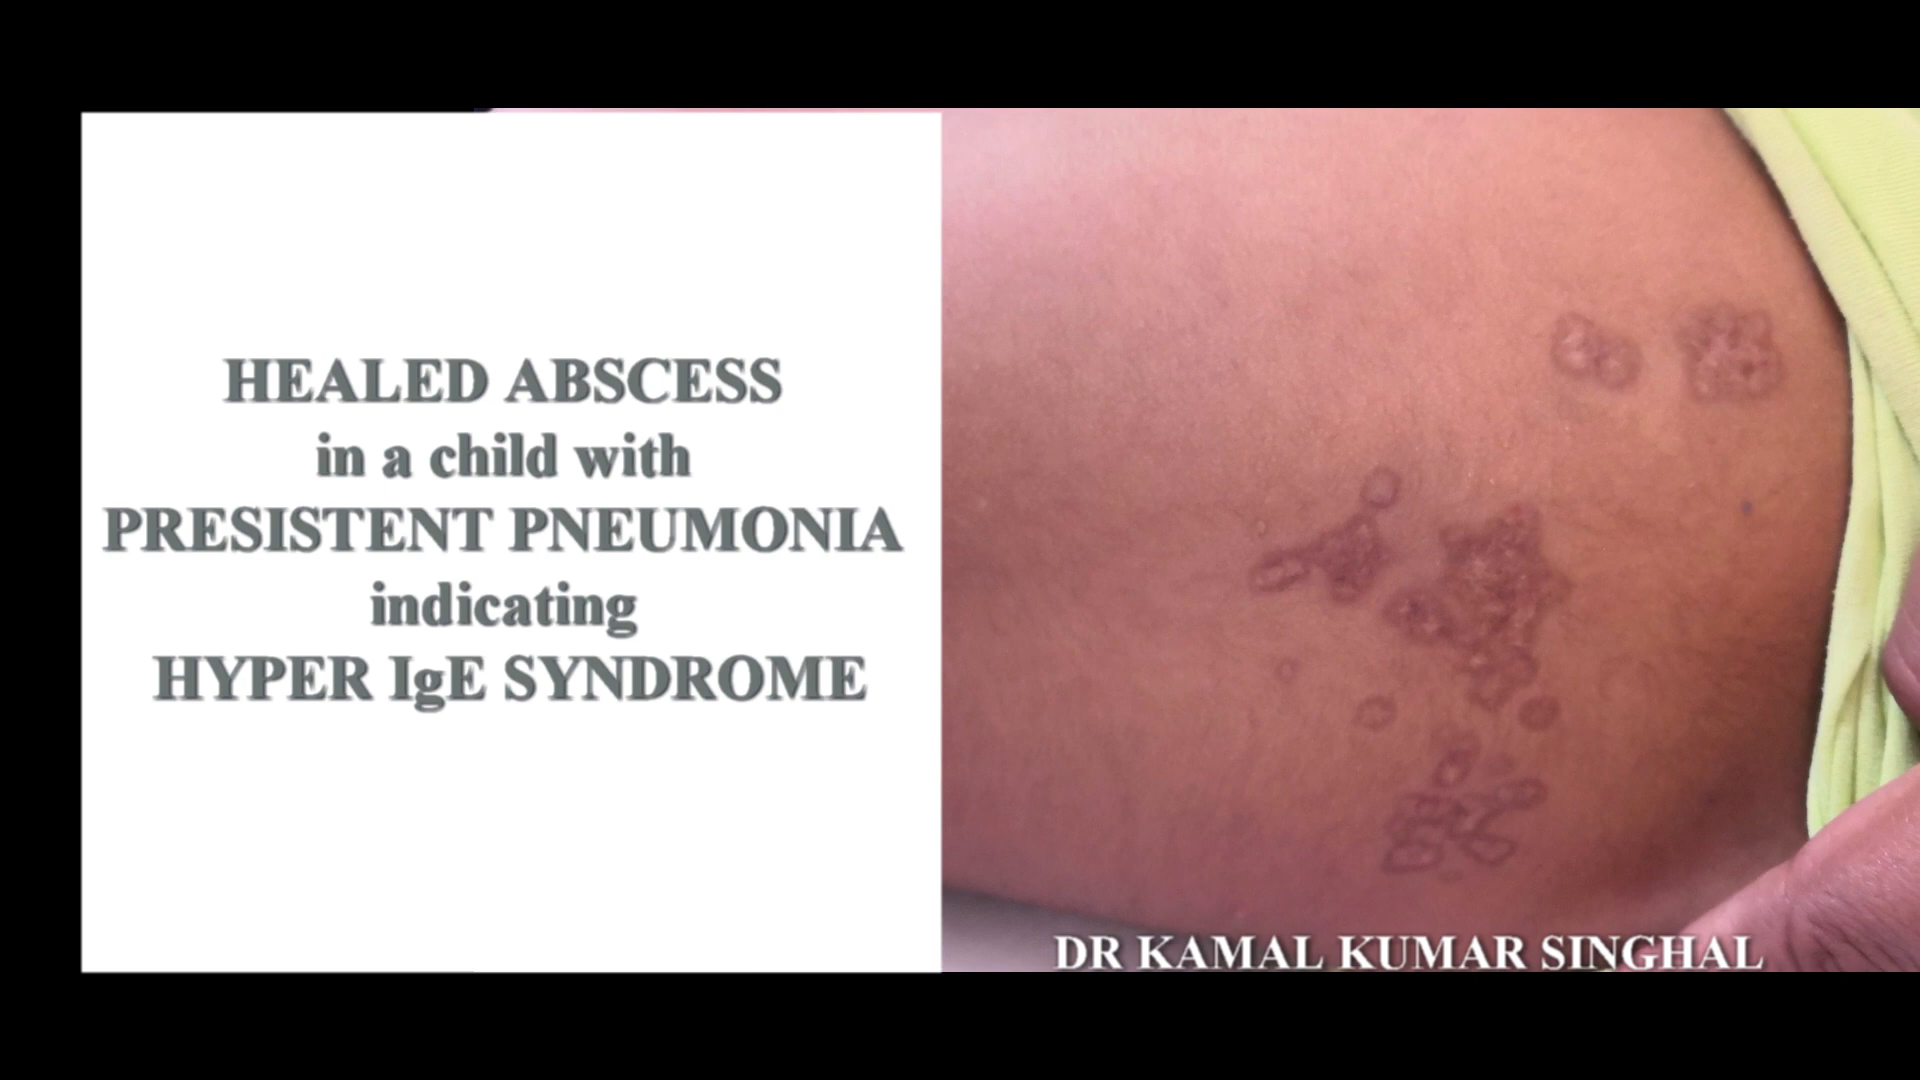 HEALED ABSCESS
in a child with
PRESISTENT PNEUMONIA
indicating
HYPER IgE SYNDROME
DR KAMAL KUMAR SINGHAL